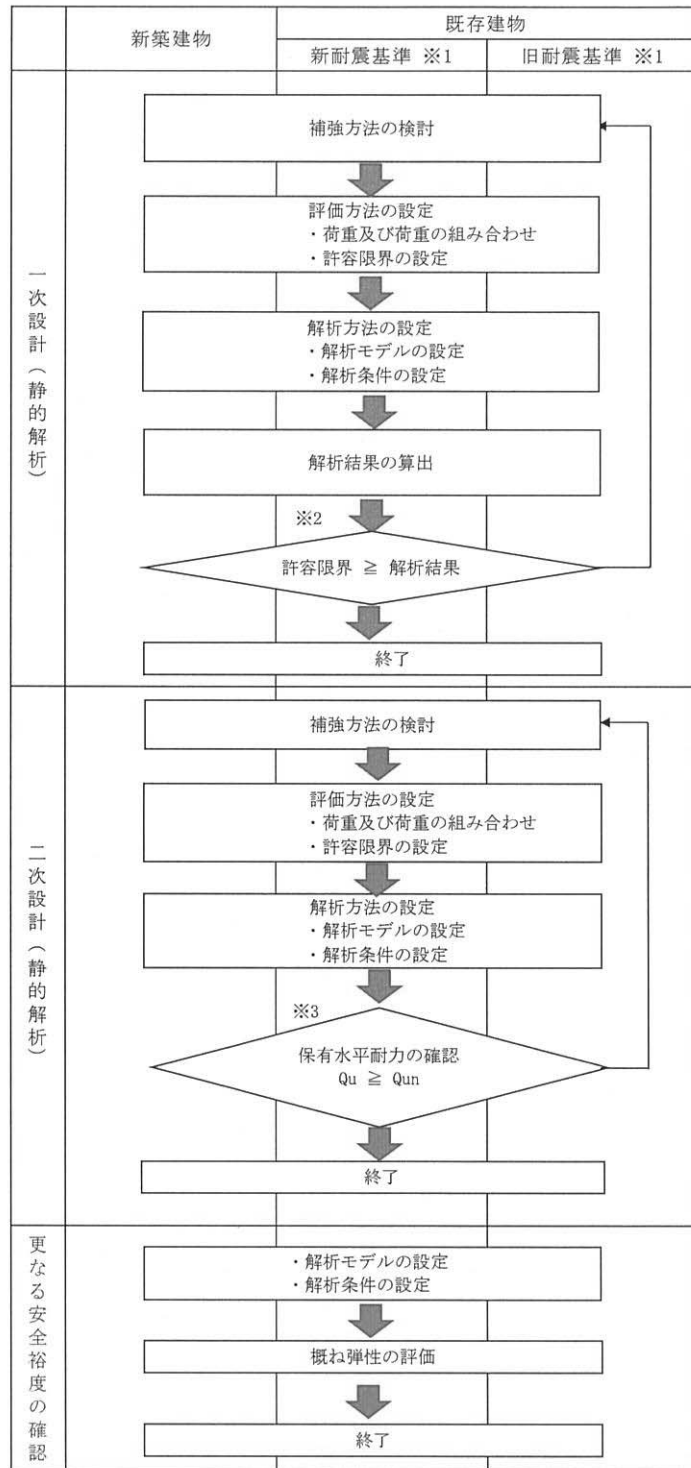 新築建物
既存建物
新耐震基準 ※1
旧耐震基準 ※1
一次設計（静的解析）
補強方法の検討
評価方法の設定
・荷重及び荷重の組み合わせ
・許容限界の設定
解析方法の設定
・解析モデルの設定
・解析条件の設定
解析結果の算出
※2
許容限界 ≧ 解析結果
終了
二次設計（静的解析）
補強方法の検討
評価方法の設定
・荷重及び荷重の組み合わせ
・許容限界の設定
解析方法の設定
・解析モデルの設定
・解析条件の設定
※3
保有水平耐力の確認
Qu ≧ Qun
終了
更なる安全裕度の確認
・解析モデルの設定
・解析条件の設定
概ね弾性の評価
終了